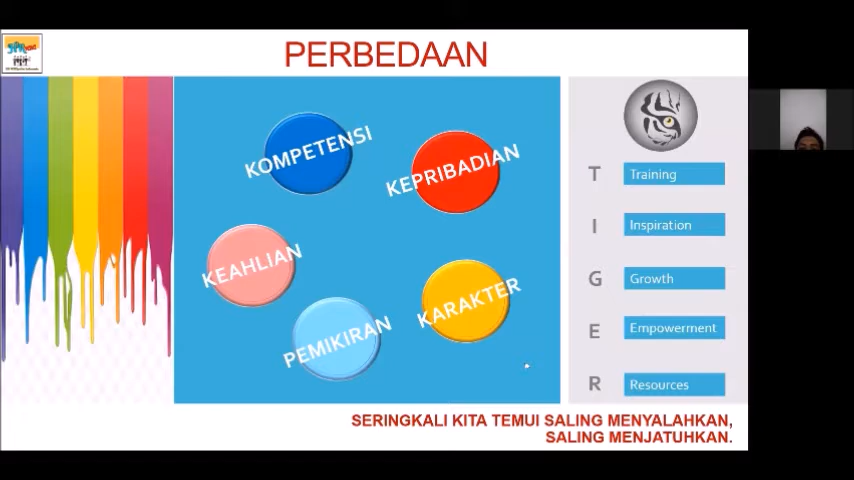 PERBEDAAN
KOMPETENSI
KEPRIBADIAN
KEAHLIAN
KARAKTER
PEMIKIRAN
T Training
I Inspiration
G Growth
E Empowerment
R Resources
SERINGKALI KITA TEMUI SALING MENYALAHKAN,
SALING MENJATUHKAN.